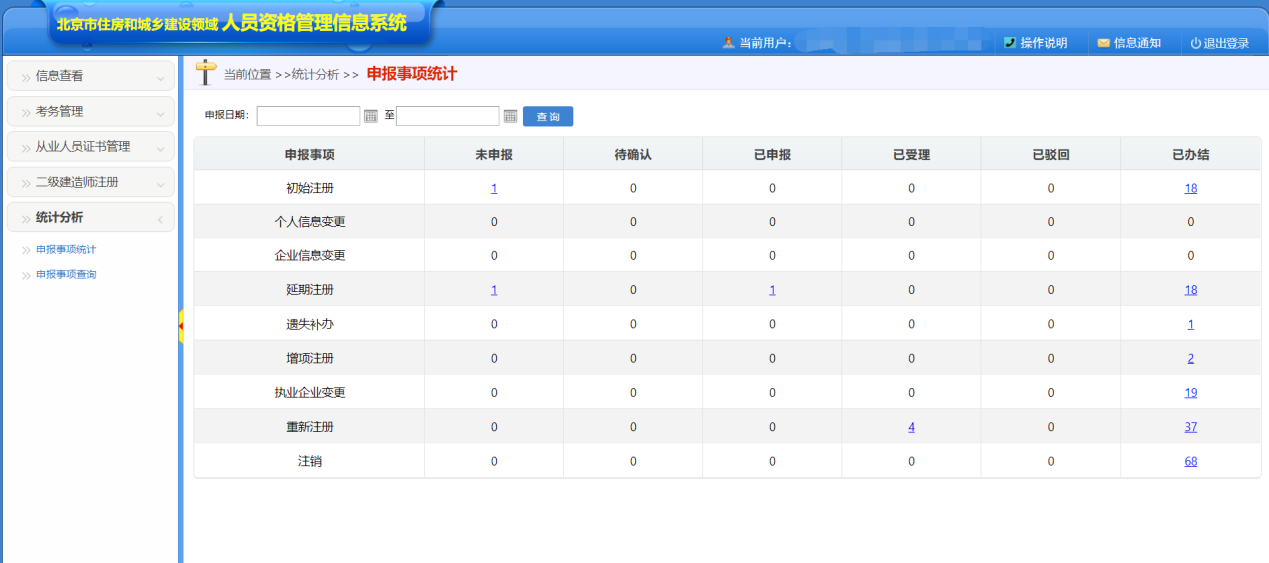 北京市住房和城乡建设领域 人员资格管理信息系统
当前用户: 操作说明 信息通知 退出登录
信息查看
考务管理
从业人员证书管理
二级建造师注册
统计分析
申报事项统计
申报事项查询
当前位置 >>统计分析 >> 申报事项统计
申报日期: 至 查 询
申报事项 未申报 待确认 已申报 已受理 已驳回 已办结
初始注册 1 0 0 0 0 18
个人信息变更 0 0 0 0 0 0
企业信息变更 0 0 0 0 0 0
延期注册 1 0 1 0 0 18
遗失补办 0 0 0 0 0 1
增项注册 0 0 0 0 0 2
执业企业变更 0 0 0 0 0 19
重新注册 0 0 0 4 0 37
注销 0 0 0 0 0 68